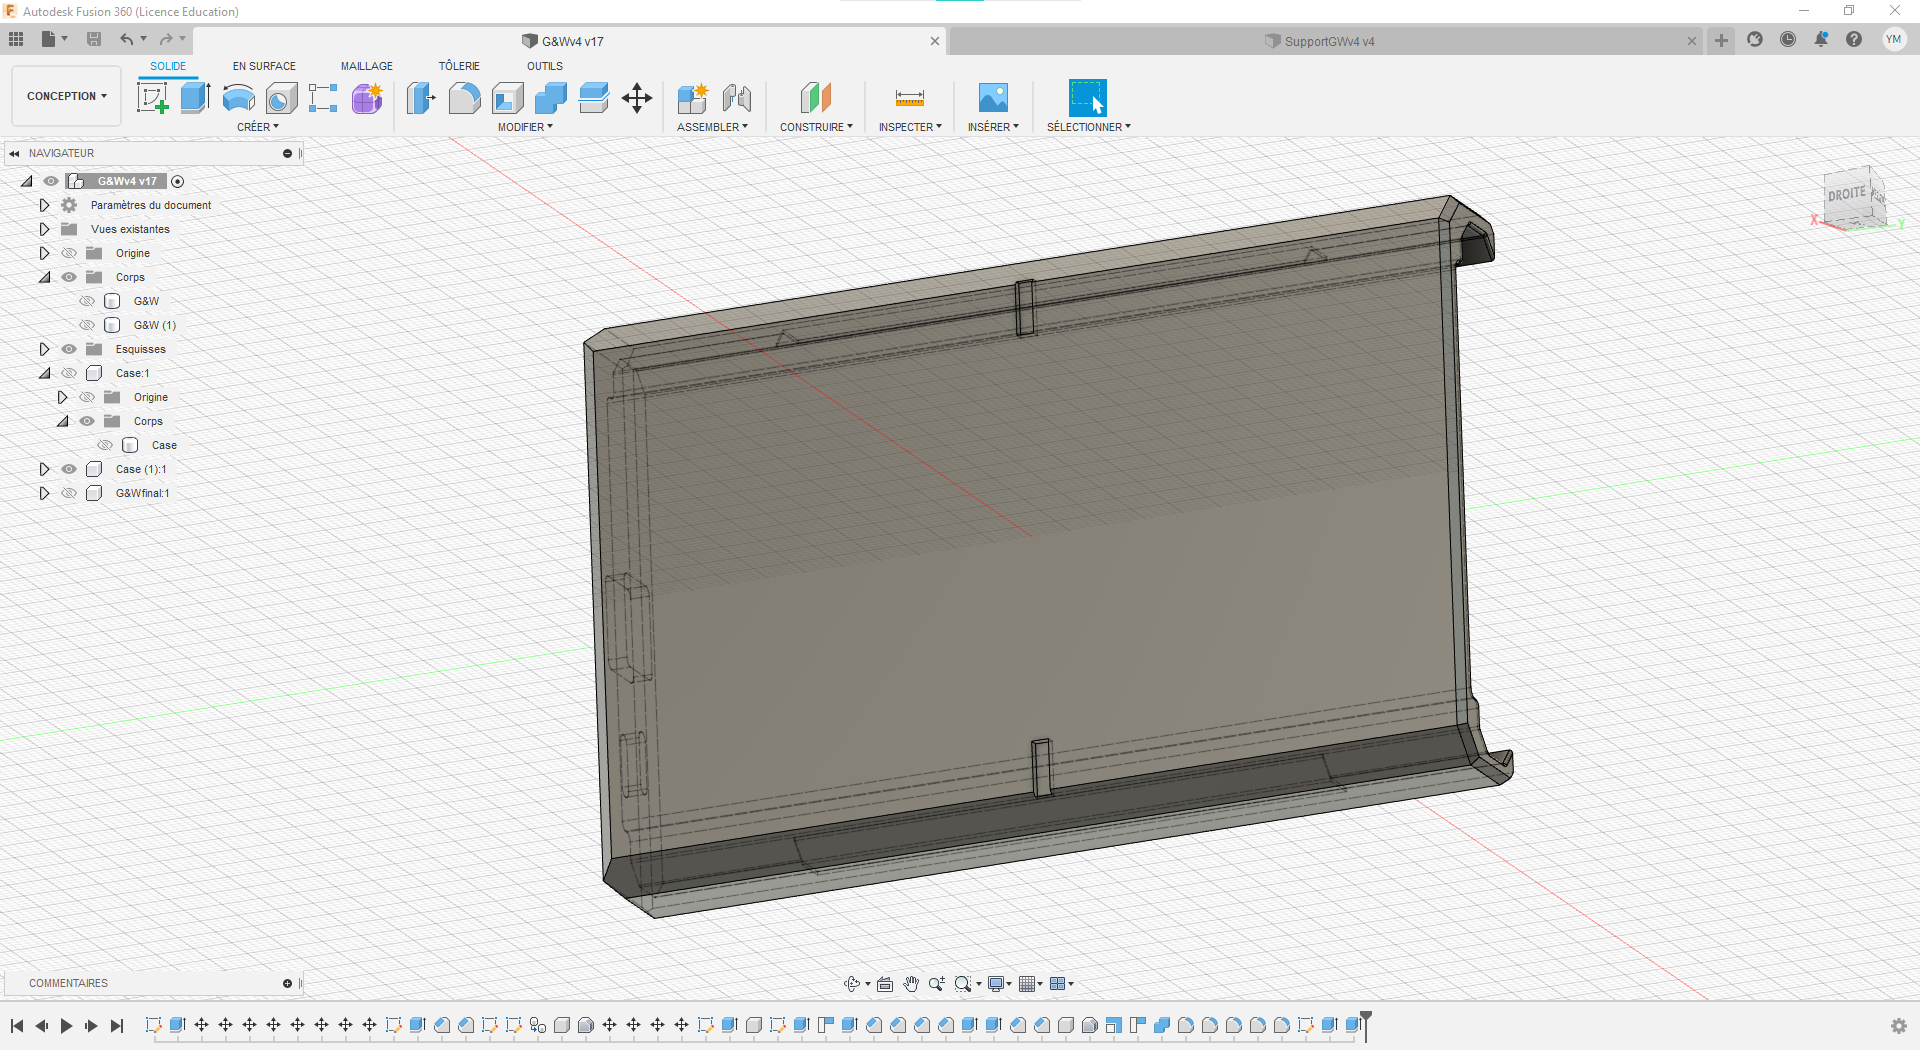 Autodesk Fusion 360 (Licence Education)
G&Wv4 v17
SupportGWv4 v4
YM
CONCEPTION
SOLIDE
EN SURFACE
MAILLAGE
TÔLERIE
OUTILS
CRÉER
MODIFIER
ASSEMBLER
CONSTRUIRE
INSPECTER
INSÉRER
SÉLECTIONNER
NAVIGATEUR
G&Wv4 v17
Paramètres du document
Vues existantes
Origine
Corps
G&W
G&W (1)
Esquisses
Case:1
Origine
Corps
Case
Case (1):1
G&Wfinal:1
DROITE
X
Y
COMMENTAIRES